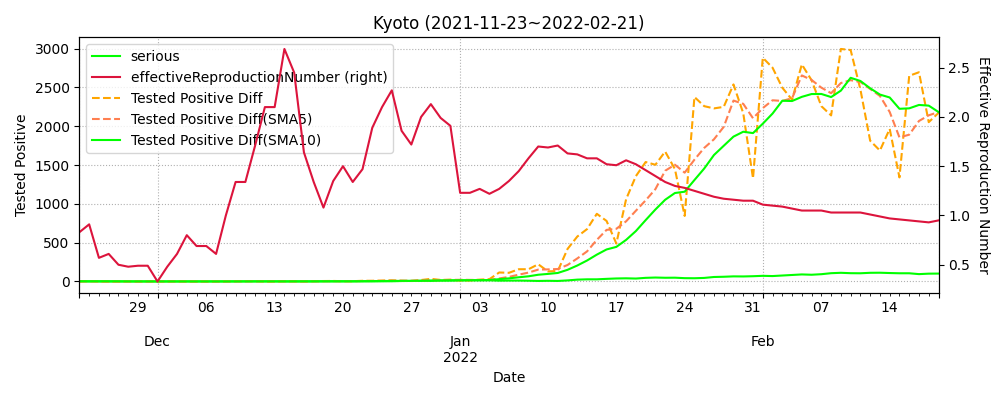 Kyoto (2021-11-23~2022-02-21)
serious
effectiveReproductionNumber (right)
Tested Positive Diff
Tested Positive Diff(SMA5)
Tested Positive Diff(SMA10)
Tested Positive
3000
2500
2000
1500
1000
500
0
2.5
2.0
1.5
1.0
0.5
Effective Reproduction Number
29 06 13 20 27 03 10 17 24 31 07 14
Dec Jan Feb
2022
Date